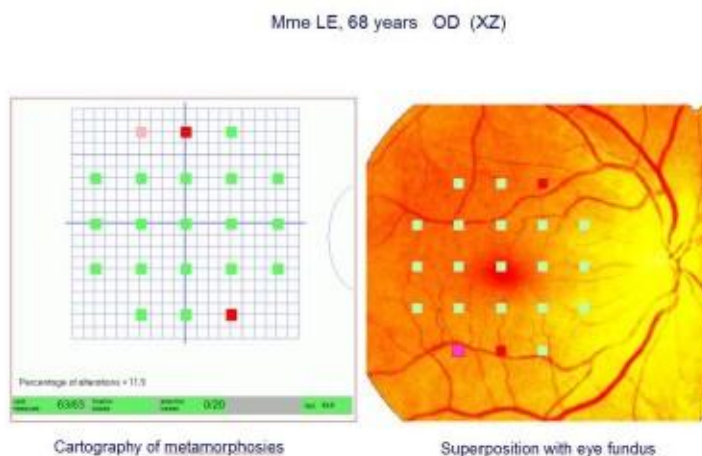 Mme LE, 68 years OD (XZ)
Percentage of alterations = 11.5
63/63
0/20
Cartography of metamorphosies
Superposition with eye fundus